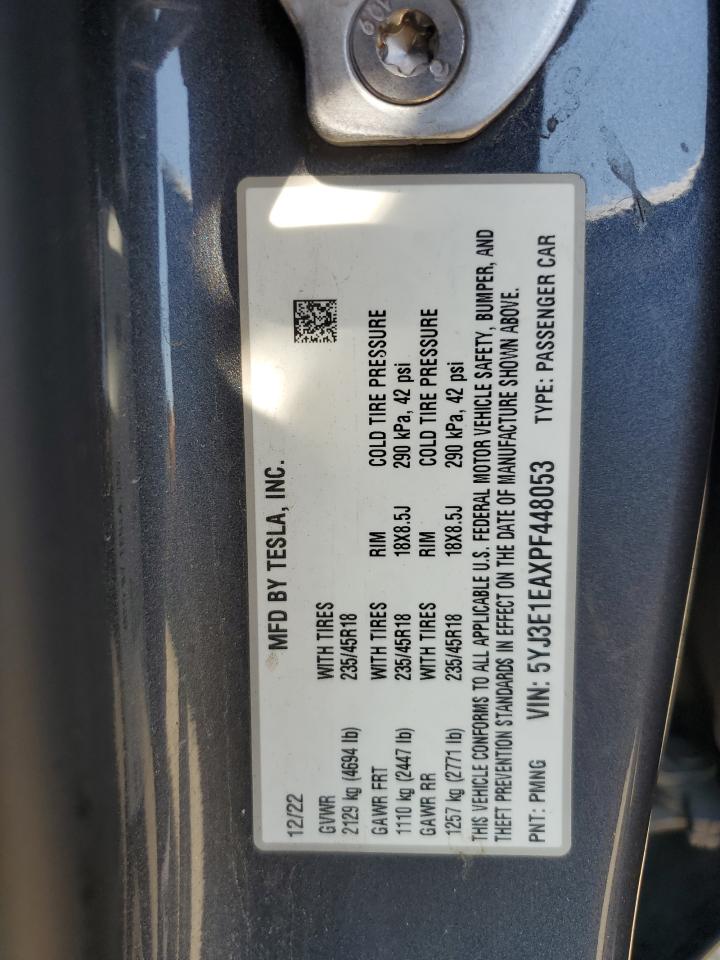 12/22 MFD BY TESLA, INC.
GVWR WITH TIRES
2129 kg (4694 lb) 235/45R18
GAWR FRT WITH TIRES RIM COLD TIRE PRESSURE
1110 kg (2447 lb) 235/45R18 18X8.5J 290 kPa, 42 psi
GAWR RR WITH TIRES RIM COLD TIRE PRESSURE
1257 kg (2771 lb) 235/45R18 18X8.5J 290 kPa, 42 psi
THIS VEHICLE CONFORMS TO ALL APPLICABLE U.S. FEDERAL MOTOR VEHICLE SAFETY, BUMPER, AND
THEFT PREVENTION STANDARDS IN EFFECT ON THE DATE OF MANUFACTURE SHOWN ABOVE.
PNT: PMNG VIN: 5YJ3E1EAXPF448053 TYPE: PASSENGER CAR